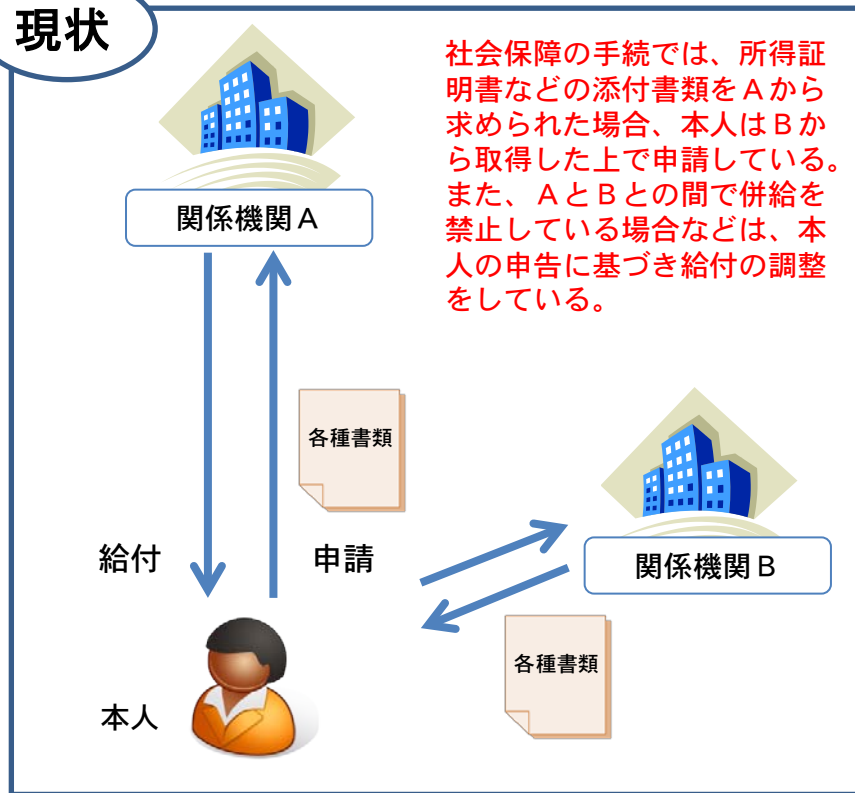 現状
社会保障の手続では、所得証
明書などの添付書類をＡから
求められた場合、本人はＢか
ら取得した上で申請している。
また、ＡとＢとの間で併給を
禁止している場合などは、本
人の申告に基づき給付の調整
をしている。
関係機関Ａ
各種書類
給付
申請
関係機関Ｂ
各種書類
本人